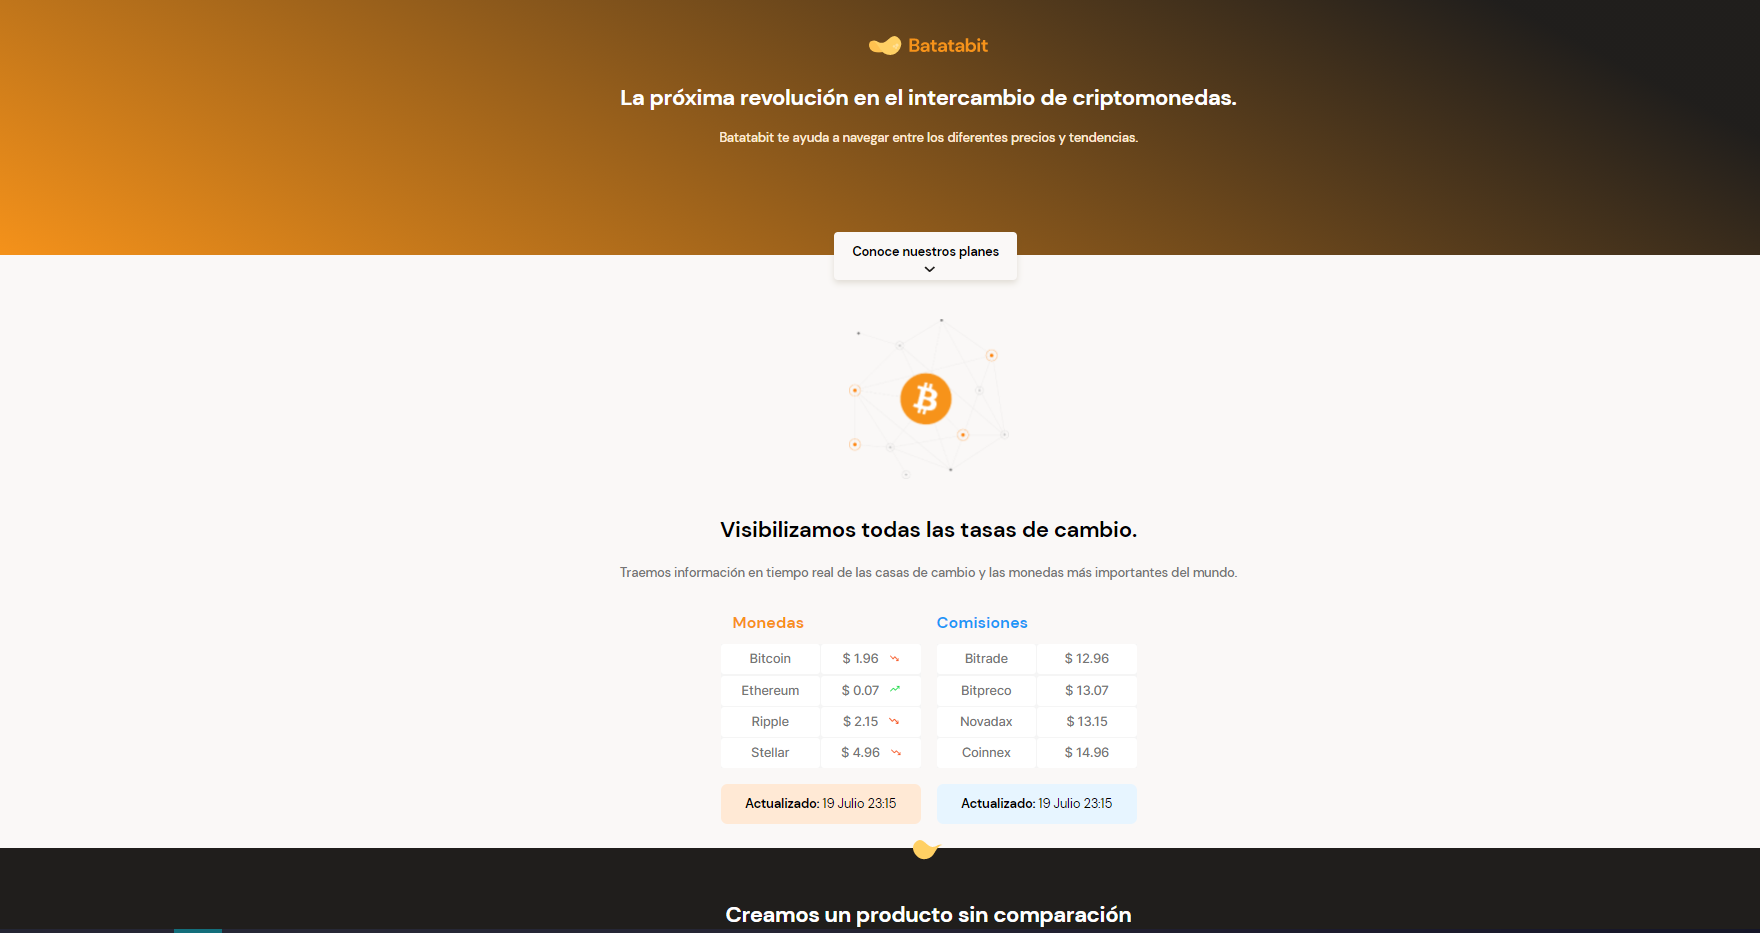 Batatabit
La próxima revolución en el intercambio de criptomonedas.
Batatabit te ayuda a navegar entre los diferentes precios y tendencias.
Conoce nuestros planes
Visibilizamos todas las tasas de cambio.
Traemos información en tiempo real de las casas de cambio y las monedas más importantes del mundo.
Monedas
Bitcoin $ 1.96
Ethereum $ 0.07
Ripple $ 2.15
Stellar $ 4.96
Actualizado: 19 Julio 23:15
Comisiones
Bitrade $ 12.96
Bitpreco $ 13.07
Novadax $ 13.15
Coinnex $ 14.96
Actualizado: 19 Julio 23:15
Creamos un producto sin comparación